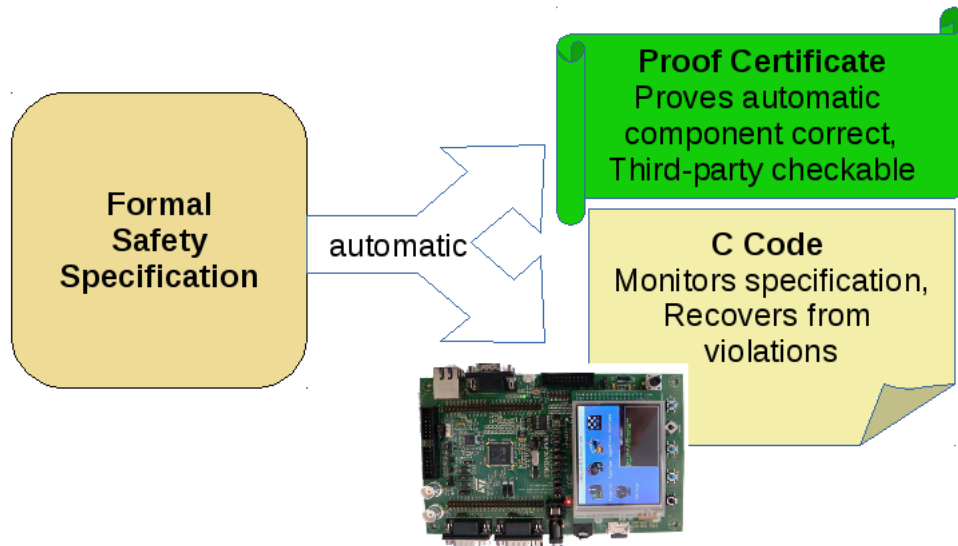 Formal
Safety
Specification
automatic
Proof Certificate
Proves automatic
component correct,
Third-party checkable
C Code
Monitors specification,
Recovers from
violations